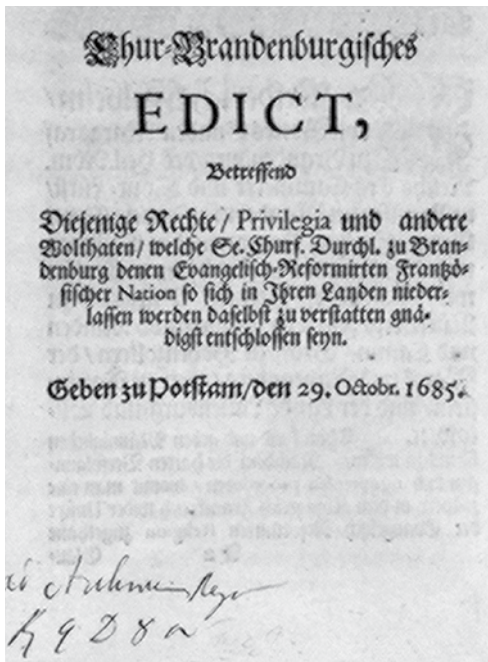 Chur-Brandenburgisches
EDICT,
Betreffend
Diejenige Rechte / Privilegia und andere
Wolthaten / welche Se. Churf. Durchl. zu Bran-
denburg denen Evangelisch-Reformirten Frantzö-
sischer Nation so sich in Ihren Landen nieder-
lassen werden daselbst zu verstatten gnä-
digst entschlossen seyn.
Geben zu Potstam / den 29. Octobr. 1685.